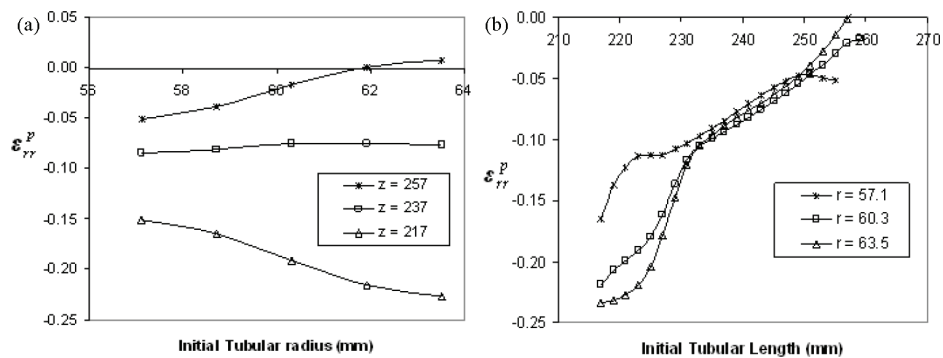 (a)
0.05
0.00
-0.05
-0.10
-0.15
-0.20
-0.25
56
58
60
62
64
ε^p_rr
z = 257
z = 237
z = 217
Initial Tubular radius (mm)
(b)
0.00
-0.05
-0.10
-0.15
-0.20
-0.25
210
220
230
240
250
260
270
ε^p_rr
r = 57.1
r = 60.3
r = 63.5
Initial Tubular Length (mm)